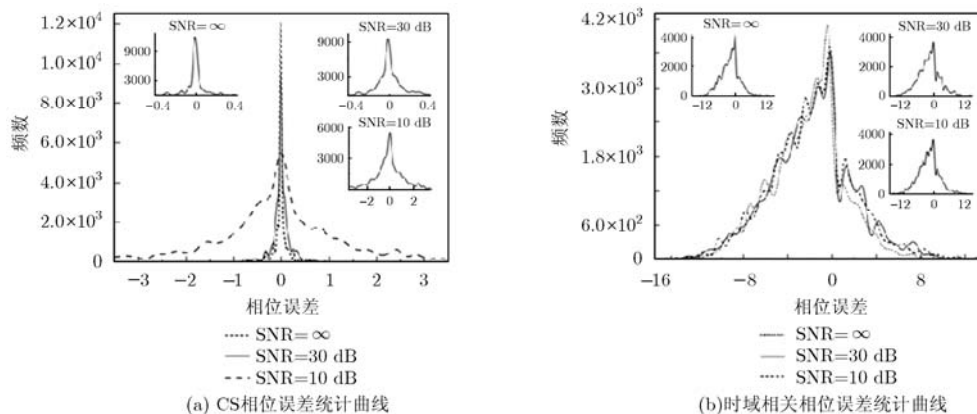 1.2×10⁴
1.0×10⁴
8.0×10³
6.0×10³
4.0×10³
2.0×10³
0
频数
−3 −2 −1 0 1 2 3
相位误差
SNR=∞
9000
6000
3000
−0.4 0 0.4
SNR=30 dB
9000
6000
3000
−0.4 0 0.4
SNR=10 dB
6000
3000
−2 0 2
SNR=∞
SNR=30 dB
SNR=10 dB
(a) CS相位误差统计曲线
4.2×10³
3.0×10³
1.8×10³
6.0×10²
0
频数
−16 −8 0 8
相位误差
SNR=∞
4000
2000
0
−12 0 12
SNR=30 dB
4000
2000
0
−12 0 12
SNR=10 dB
4000
2000
0
−12 0 12
SNR=∞
SNR=30 dB
SNR=10 dB
(b)时域相关相位误差统计曲线